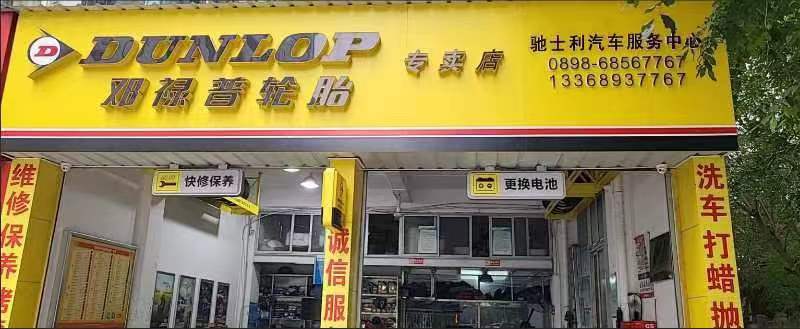 D DUNLOP
邓禄普轮胎
专卖店
驰士利汽车服务中心
0898-68567767
13368937767
快修保养
更换电池
维修保养
诚信服
洗车打蜡抛